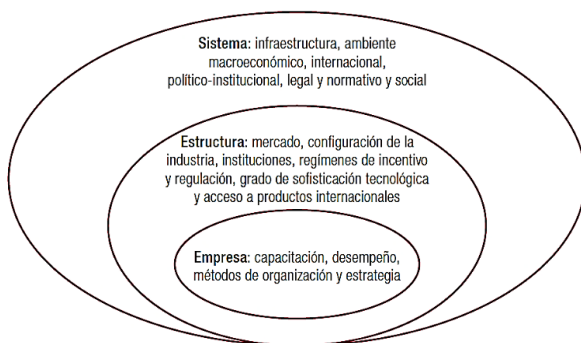 Sistema: infraestructura, ambiente
macroeconómico, internacional,
político-institucional, legal y normativo y social
Estructura: mercado, configuración de la
industria, instituciones, regímenes de incentivo
y regulación, grado de sofisticación tecnológica
y acceso a productos internacionales
Empresa: capacitación, desempeño,
métodos de organización y estrategia